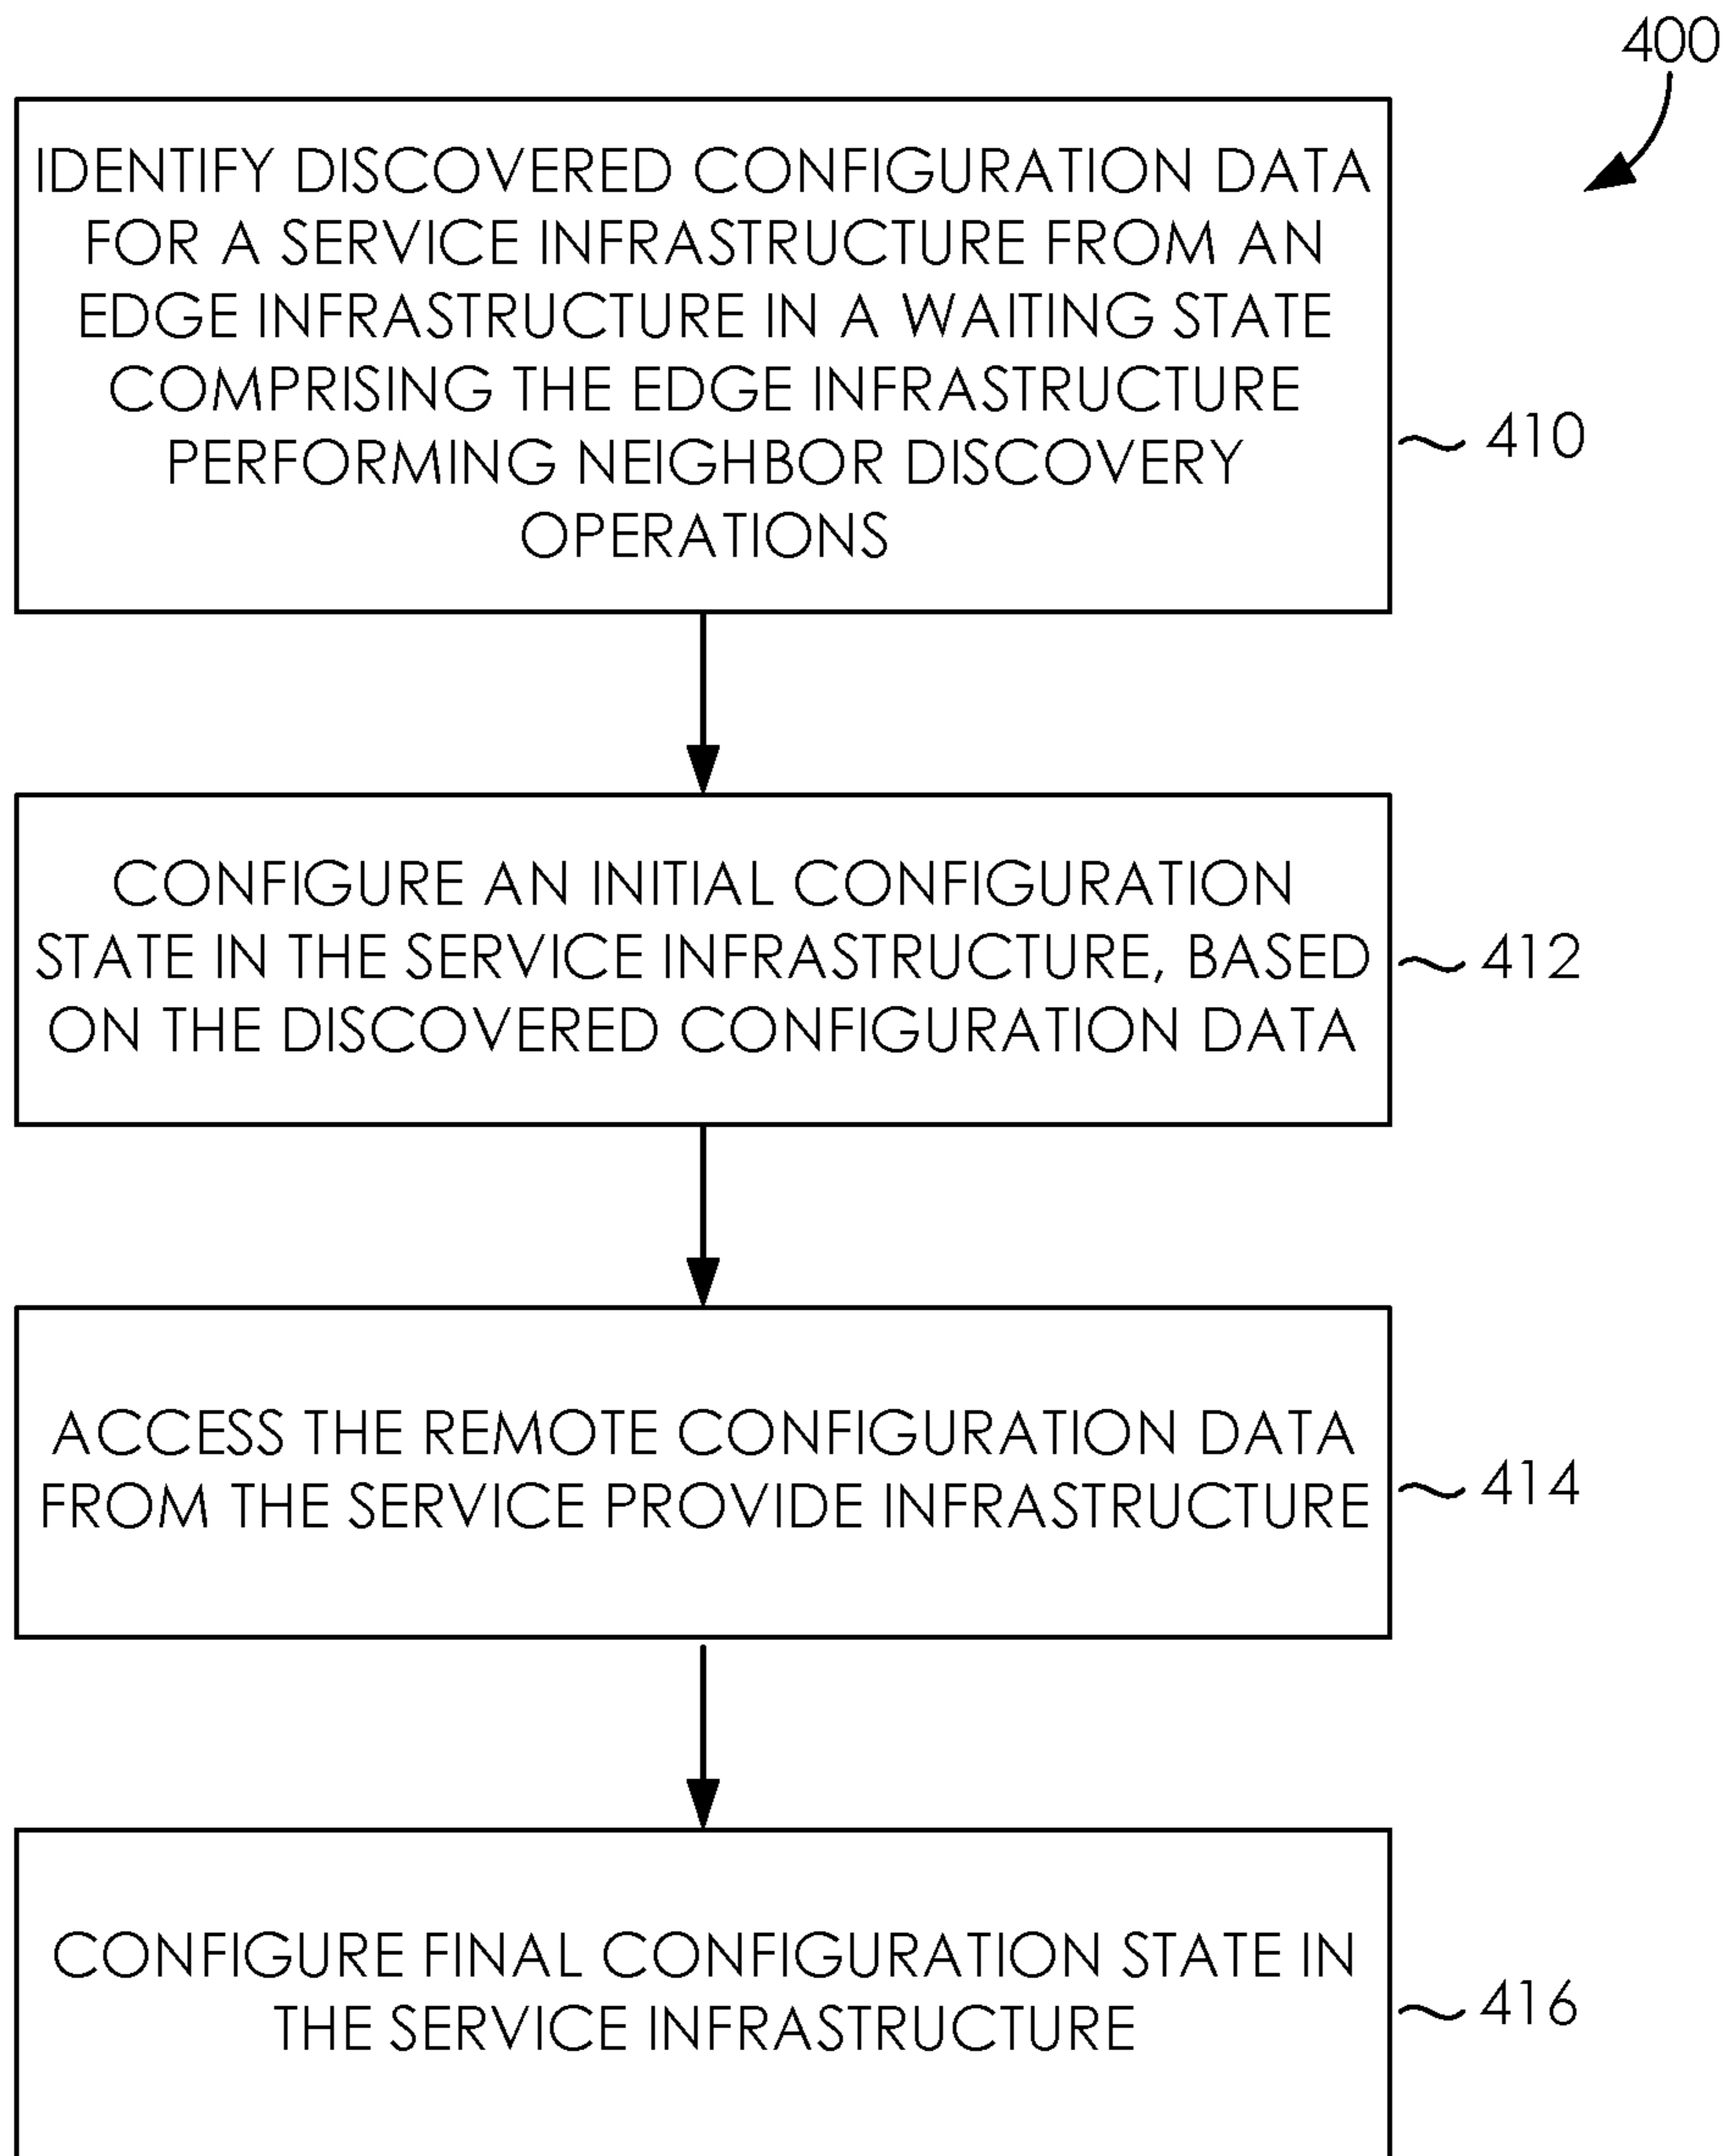 400
IDENTIFY DISCOVERED CONFIGURATION DATA
FOR A SERVICE INFRASTRUCTURE FROM AN
EDGE INFRASTRUCTURE IN A WAITING STATE
COMPRISING THE EDGE INFRASTRUCTURE
PERFORMING NEIGHBOR DISCOVERY
OPERATIONS
410
CONFIGURE AN INITIAL CONFIGURATION
STATE IN THE SERVICE INFRASTRUCTURE, BASED
ON THE DISCOVERED CONFIGURATION DATA
412
ACCESS THE REMOTE CONFIGURATION DATA
FROM THE SERVICE PROVIDE INFRASTRUCTURE
414
CONFIGURE FINAL CONFIGURATION STATE IN
THE SERVICE INFRASTRUCTURE
416